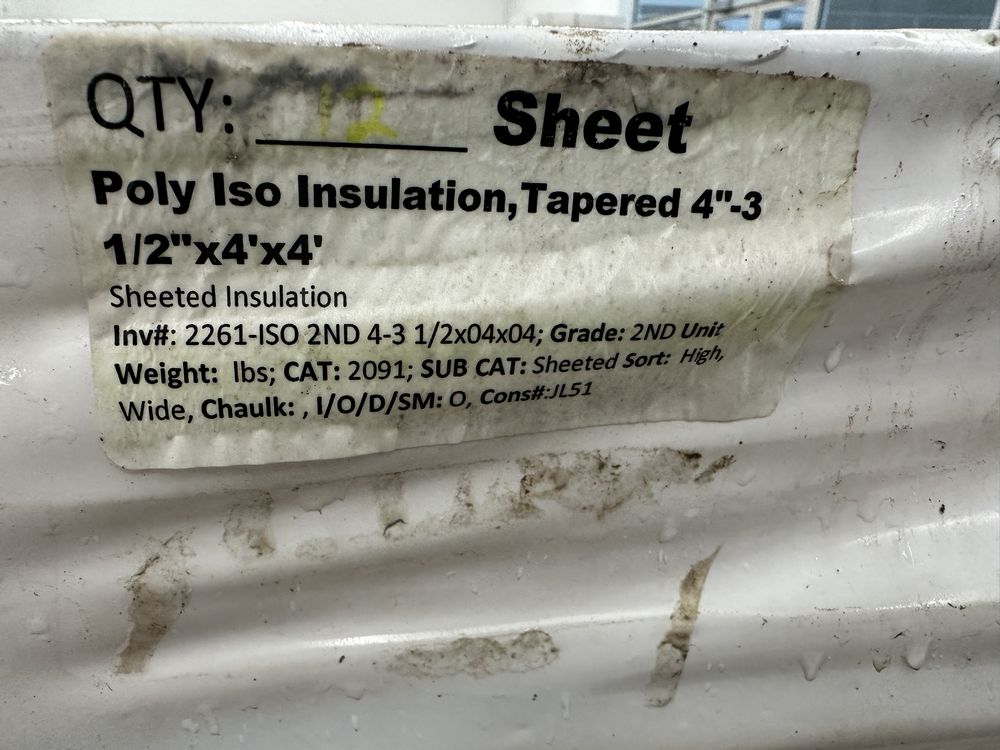 QTY: 12 Sheet
Poly Iso Insulation,Tapered 4"-3
1/2"x4'x4'
Sheeted Insulation
Inv#: 2261-ISO 2ND 4-3 1/2x04x04; Grade: 2ND Unit
Weight: lbs; CAT: 2091; SUB CAT: Sheeted Sort: High,
Wide, Chaulk: , I/O/D/SM: O, Cons#:JL51